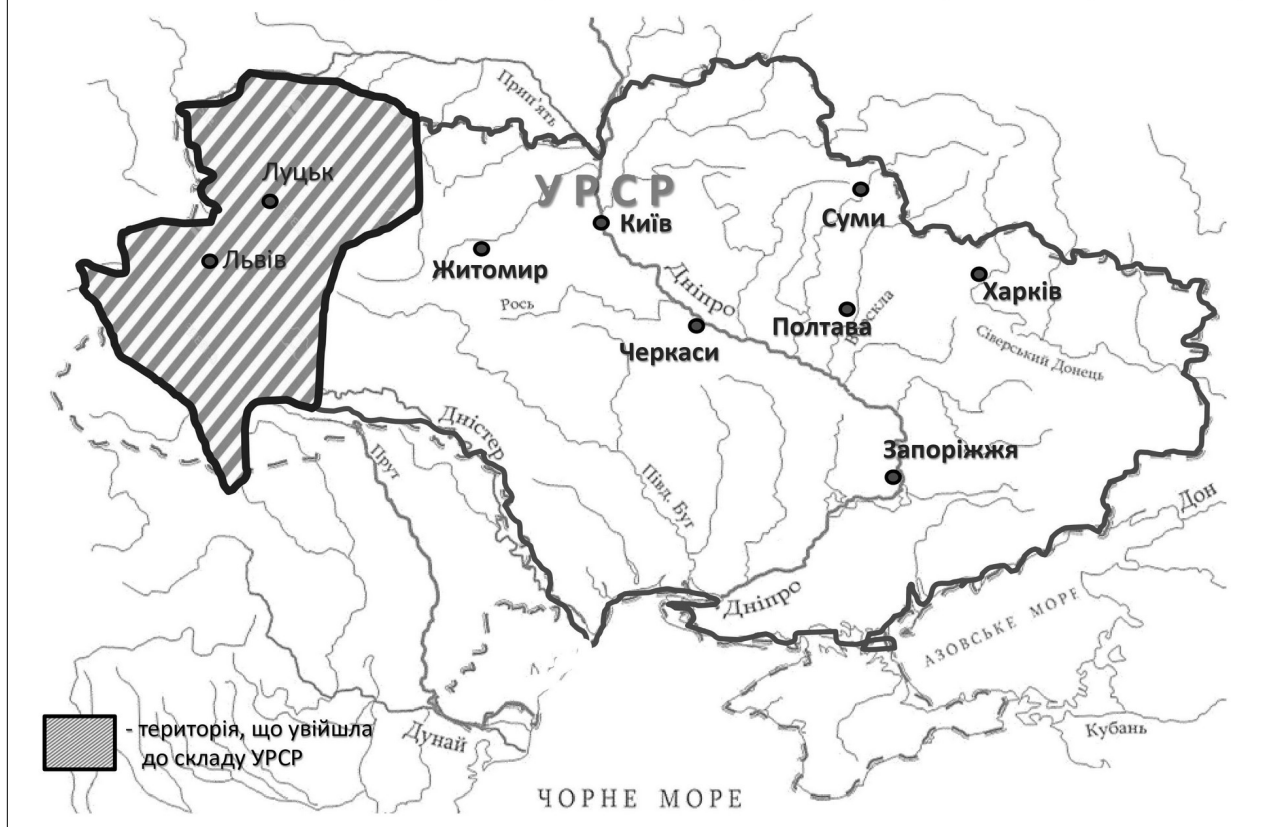 Прип'ять
Луцьк
УРСР
Суми
Київ
Львів
Житомир
Дніпро
Харків
Рось
Полтава
Ворскла
Черкаси
Сіверський Донець
Дністер
Запоріжжя
Прут
Півд. Буг
Дон
Дніпро
АЗОВСЬКЕ МОРЕ
- територія, що увійшла
до складу УРСР
Дунай
Кубань
ЧОРНЕ МОРЕ